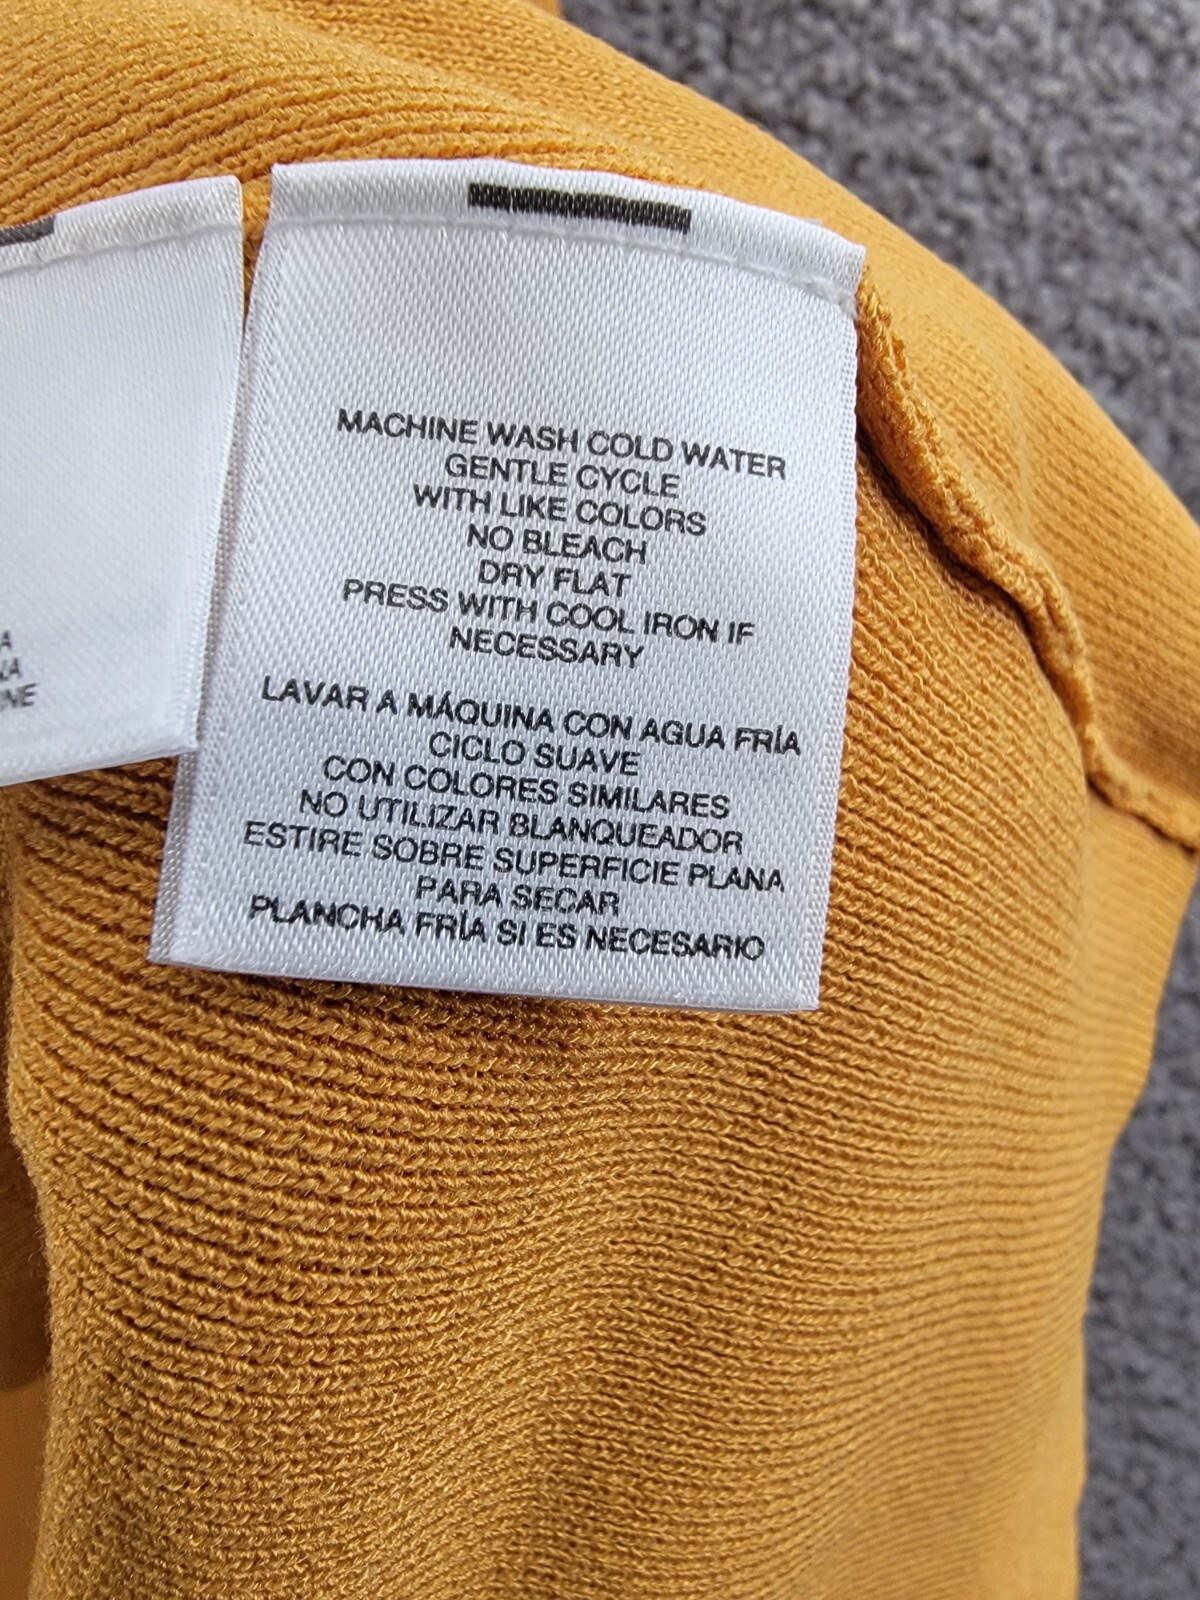 MACHINE WASH COLD WATER
GENTLE CYCLE
WITH LIKE COLORS
NO BLEACH
DRY FLAT
PRESS WITH COOL IRON IF
NECESSARY
LAVAR A MÁQUINA CON AGUA FRÍA
CICLO SUAVE
CON COLORES SIMILARES
NO UTILIZAR BLANQUEADOR
ESTIRE SOBRE SUPERFICIE PLANA
PARA SECAR
PLANCHA FRÍA SI ES NECESARIO